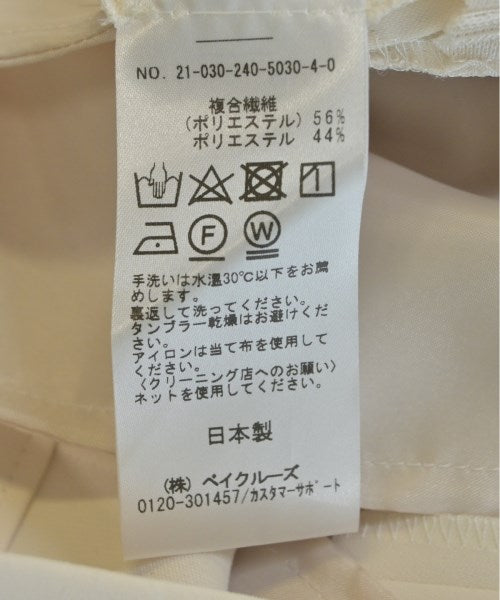 NO. 21-030-240-5030-4-0
複合繊維
(ポリエステル) 56%
ポリエステル 44%
F
W
手洗いは水温30℃以下をお薦
めします。
裏返して洗ってください。
タンブラー乾燥はお避けくだ
さい。
アイロンは当て布を使用して
ください。
〈クリーニング店へのお願い〉
ネットを使用してください。
日本製
(株) ベイクルーズ
0120-301457/カスタマーサポート